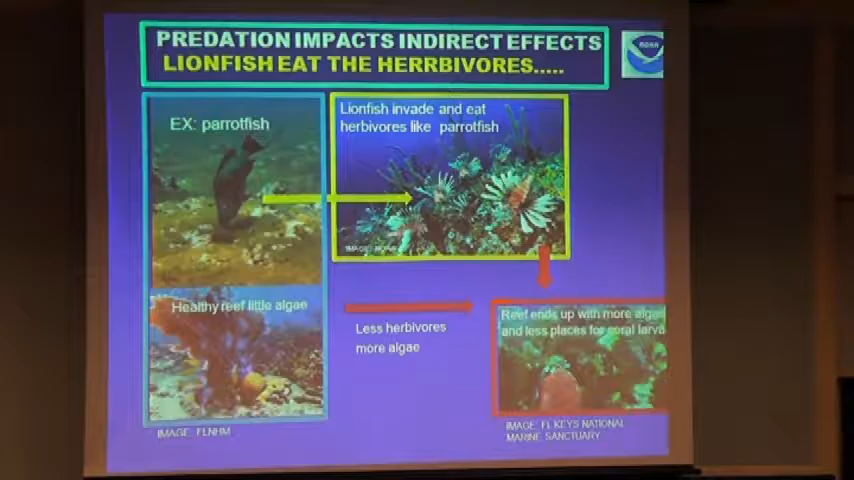 PREDATION IMPACTS INDIRECT EFFECTS
LIONFISH EAT THE HERRBIVORES.....
NOAA
EX: parrotfish
Lionfish invade and eat
herbivores like parrotfish
Healthy reef little algae
Less herbivores
more algae
Reef ends up with more algae
and less places for coral larva
IMAGE: FLNHM
IMAGE: FL KEYS NATIONAL
MARINE SANCTUARY